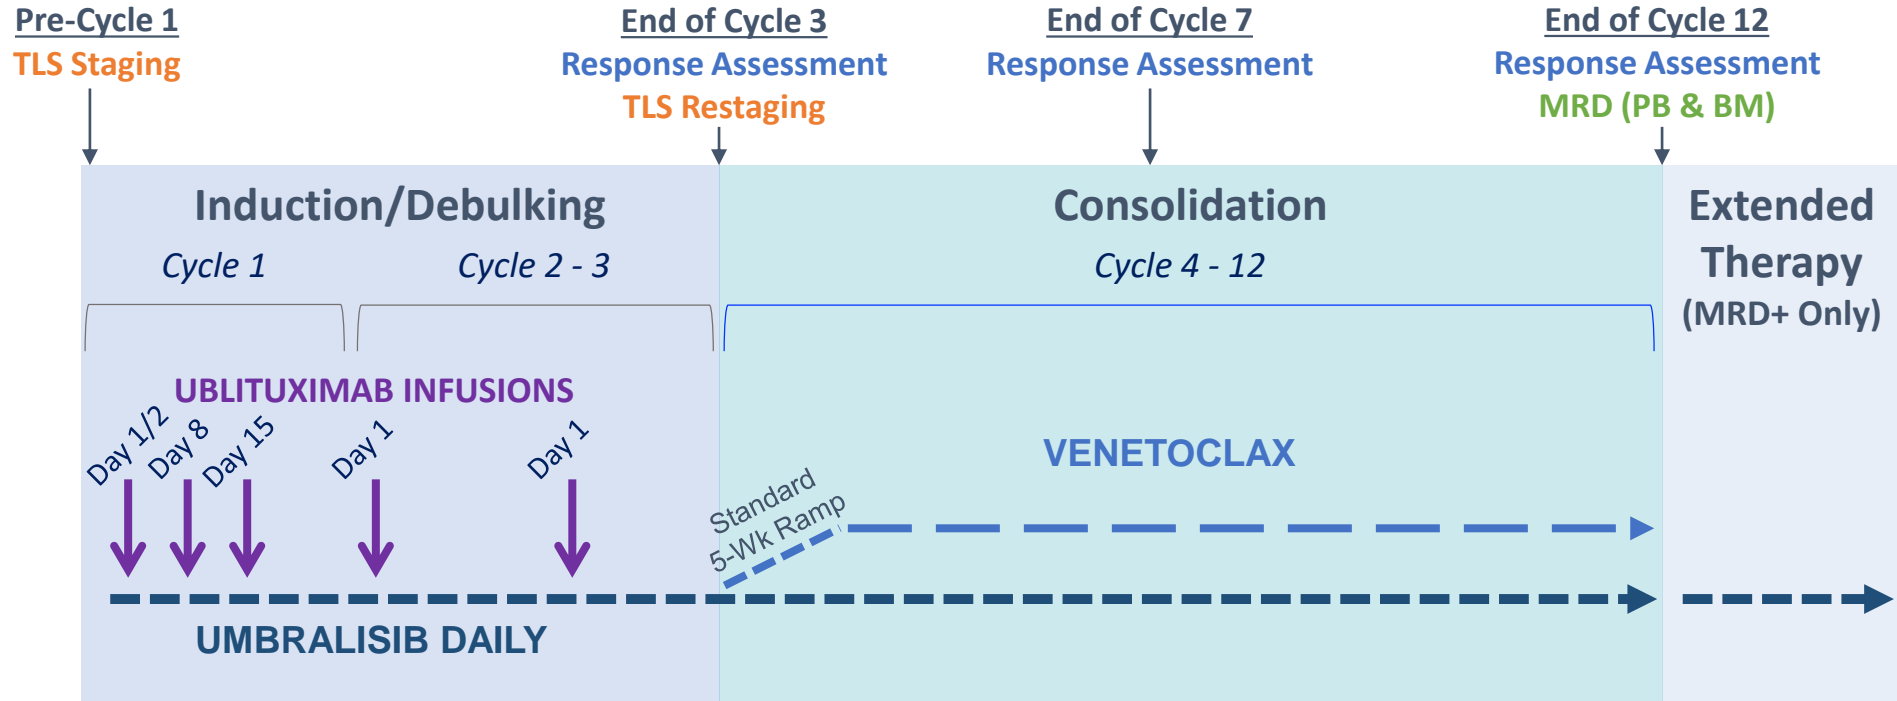 Pre-Cycle 1
TLS Staging
End of Cycle 3
Response Assessment
TLS Restaging
End of Cycle 7
Response Assessment
End of Cycle 12
Response Assessment
MRD (PB & BM)
Induction/Debulking
Cycle 1
Cycle 2 - 3
Consolidation
Cycle 4 - 12
Extended
Therapy
(MRD+ Only)
UBLITUXIMAB INFUSIONS
Day 1/2
Day 8
Day 15
Day 1
Day 1
VENETOCLAX
Standard
5-Wk Ramp
UMBRALISIB DAILY